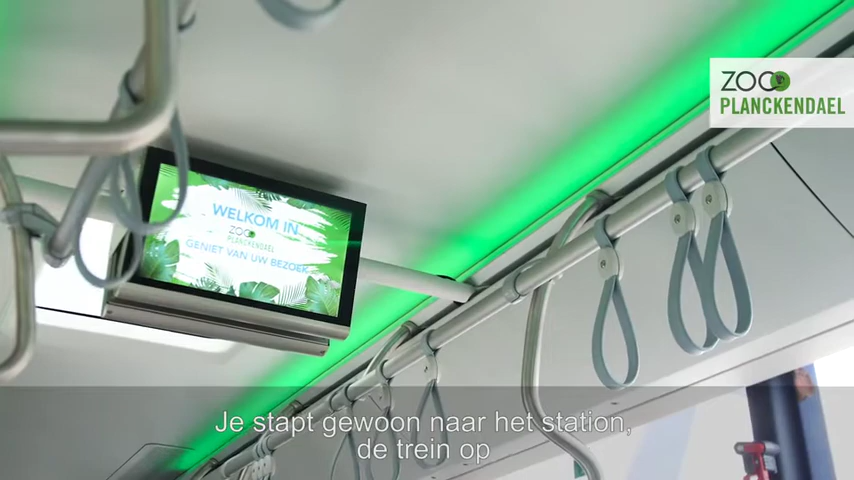 ZOO
PLANCKENDAEL
WELKOM IN
ZOO
PLANCKENDAEL
GENIET VAN UW BEZOEK
Je stapt gewoon naar het station,
de trein op